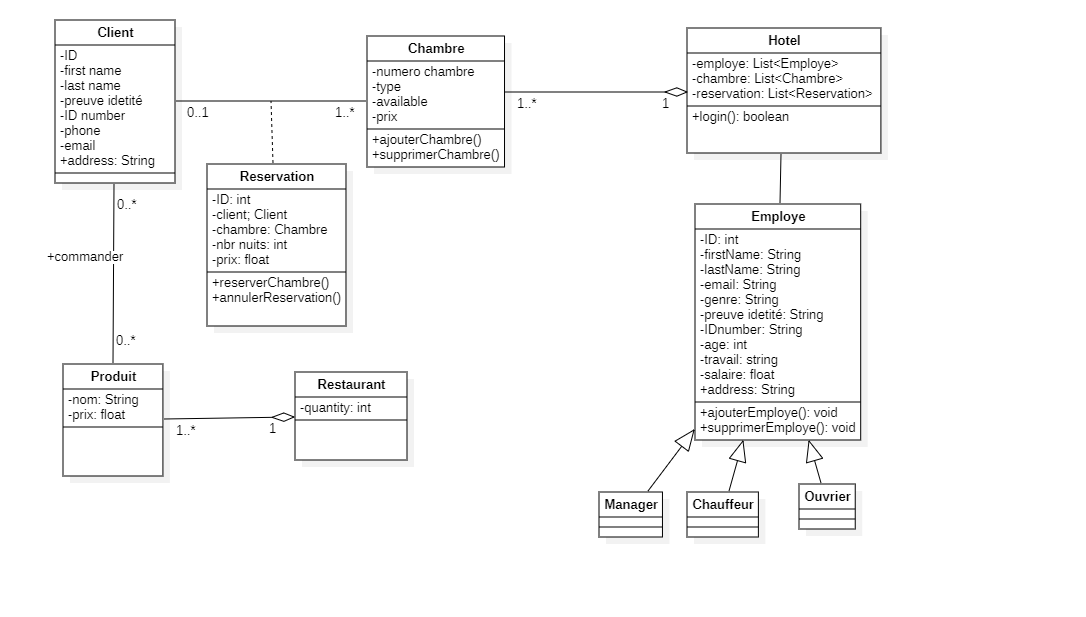 Client
-ID
-first name
-last name
-preuve idetité
-ID number
-phone
-email
+address: String
0..1
1..*
Chambre
-numero chambre
-type
-available
-prix
+ajouterChambre()
+supprimerChambre()
1..*
1
Hotel
-employe: List<Employe>
-chambre: List<Chambre>
-reservation: List<Reservation>
+login(): boolean
Reservation
-ID: int
-client; Client
-chambre: Chambre
-nbr nuits: int
-prix: float
+reserverChambre()
+annulerReservation()
0..*
+commander
0..*
Employe
-ID: int
-firstName: String
-lastName: String
-email: String
-genre: String
-preuve idetité: String
-IDnumber: String
-age: int
-travail: string
-salaire: float
+address: String
+ajouterEmploye(): void
+supprimerEmploye(): void
Produit
-nom: String
-prix: float
1..*
1
Restaurant
-quantity: int
Manager
Chauffeur
Ouvrier